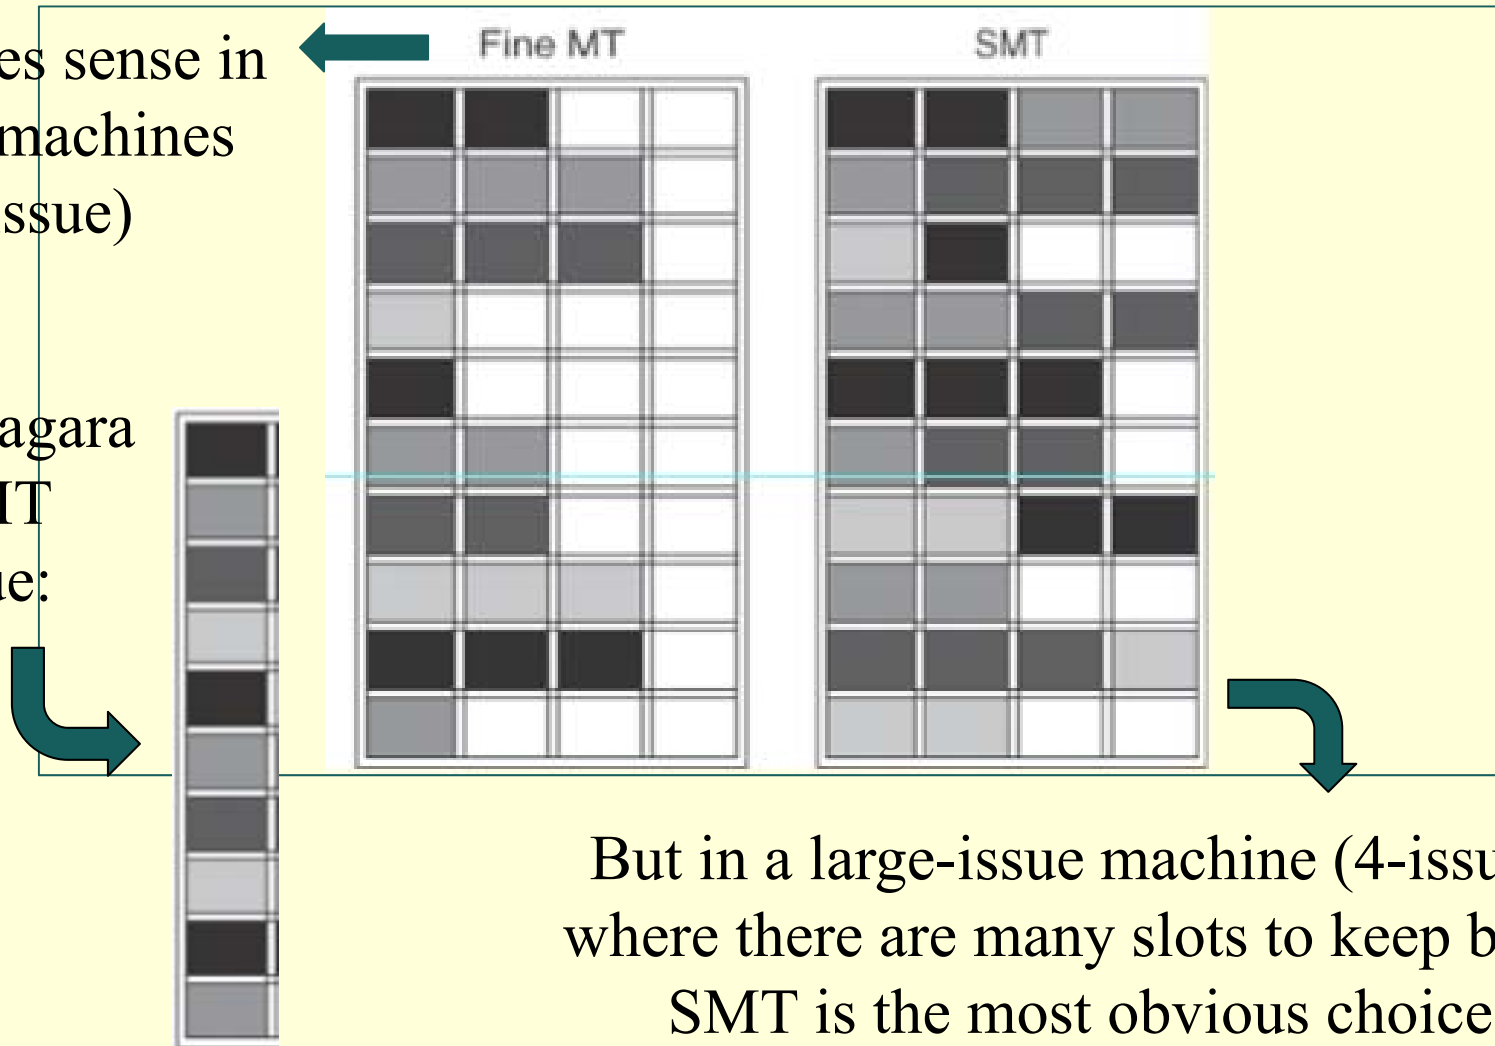 es sense in
machines
ssue)
agara
IT
ue:
Fine MT
SMT
But in a large-issue machine (4-issu
where there are many slots to keep b
SMT is the most obvious choice